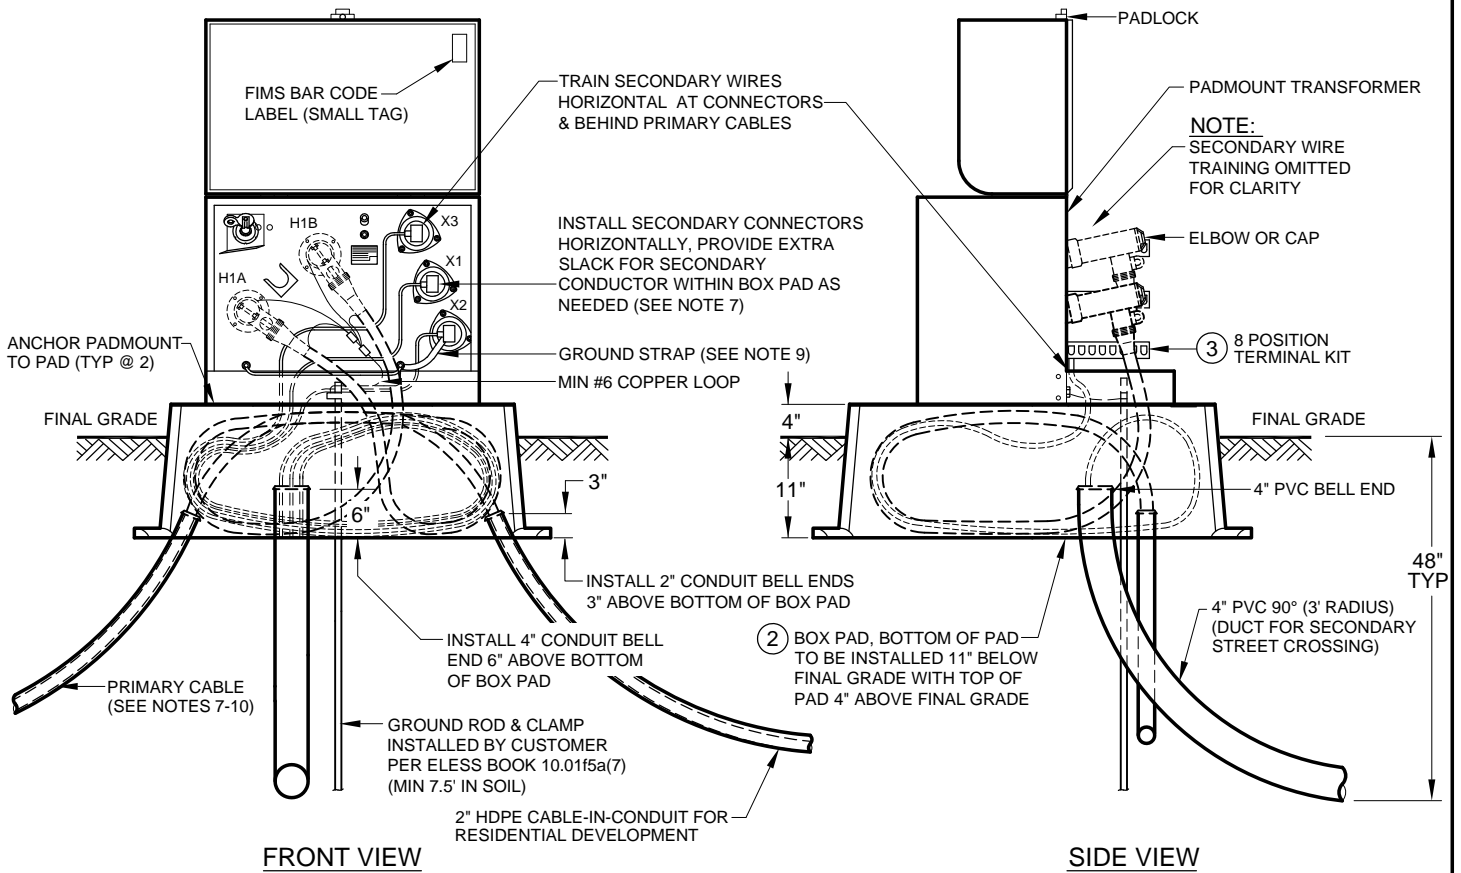 PADLOCK
FIMS BAR CODE
LABEL (SMALL TAG)
TRAIN SECONDARY WIRES
HORIZONTAL AT CONNECTORS
& BEHIND PRIMARY CABLES
PADMOUNT TRANSFORMER
NOTE:
SECONDARY WIRE
TRAINING OMITTED
FOR CLARITY
H1B
X3
H1A
X1
X2
INSTALL SECONDARY CONNECTORS
HORIZONTALLY, PROVIDE EXTRA
SLACK FOR SECONDARY
CONDUCTOR WITHIN BOX PAD AS
NEEDED (SEE NOTE 7)
ELBOW OR CAP
ANCHOR PADMOUNT
TO PAD (TYP @ 2)
GROUND STRAP (SEE NOTE 9)
MIN #6 COPPER LOOP
3
8 POSITION
TERMINAL KIT
FINAL GRADE
4"
FINAL GRADE
3"
6"
11"
4" PVC BELL END
48"
TYP
INSTALL 2" CONDUIT BELL ENDS
3" ABOVE BOTTOM OF BOX PAD
INSTALL 4" CONDUIT BELL
END 6" ABOVE BOTTOM
OF BOX PAD
2
BOX PAD, BOTTOM OF PAD
TO BE INSTALLED 11" BELOW
FINAL GRADE WITH TOP OF
PAD 4" ABOVE FINAL GRADE
4" PVC 90° (3' RADIUS)
(DUCT FOR SECONDARY
STREET CROSSING)
PRIMARY CABLE
(SEE NOTES 7-10)
GROUND ROD & CLAMP
INSTALLED BY CUSTOMER
PER ELESS BOOK 10.01f5a(7)
(MIN 7.5' IN SOIL)
2" HDPE CABLE-IN-CONDUIT FOR
RESIDENTIAL DEVELOPMENT
FRONT VIEW
SIDE VIEW